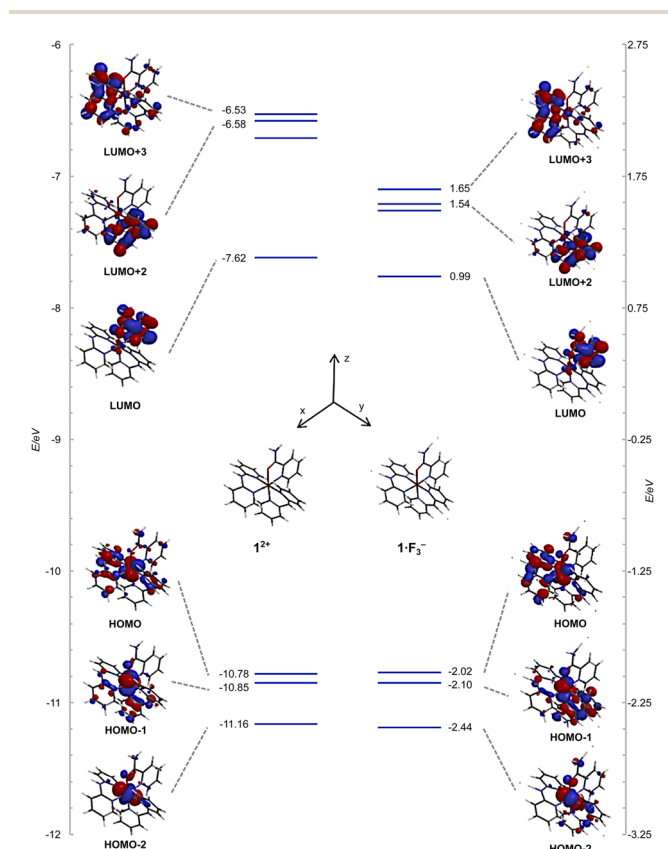 -6
2.75
-6.53
-6.58
LUMO+3
LUMO+3
-7
1.75
1.65
1.54
LUMO+2
LUMO+2
-7.62
0.99
-8
0.75
LUMO
LUMO
z
x
y
-9
-0.25
E/eV
E/eV
1²⁺
1·F₃⁻
-10
-1.25
HOMO
HOMO
-10.78
-2.02
-10.85
-2.10
-11
-2.25
HOMO-1
HOMO-1
-11.16
-2.44
-12
-3.25
HOMO-2
HOMO-2